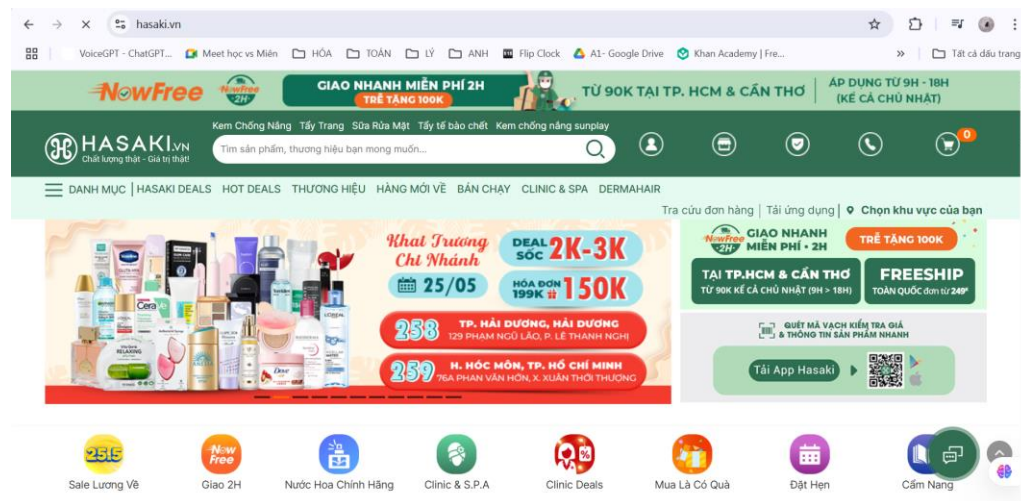 hasaki.vn
VoiceGPT - ChatGPT... Meet học vs Miên HÓA TOÁN LÝ ANH Flip Clock A1- Google Drive Khan Academy | Fre... » Tất cả dấu trang
NowFree NowFree 2H GIAO NHANH MIỄN PHÍ 2H
TRỄ TẶNG 100K
TỪ 90K TẠI TP. HCM & CẦN THƠ
ÁP DỤNG TỪ 9H - 18H
(KỂ CẢ CHỦ NHẬT)
Kem Chống Nắng Tẩy Trang Sữa Rửa Mặt Tẩy tế bào chết Kem chống nắng sunplay
HASAKI.VN
Chất lượng thật - Giá trị thật!
Tìm sản phẩm, thương hiệu bạn mong muốn...
0
DANH MỤC | HASAKI DEALS HOT DEALS THƯƠNG HIỆU HÀNG MỚI VỀ BÁN CHẠY CLINIC & SPA DERMAHAIR
Tra cứu đơn hàng | Tải ứng dụng | Chọn khu vực của bạn
Khai Trương
Chi Nhánh
25/05
DEAL SỐC 2K-3K
HÓA ĐƠN 199K 150K
258 TP. HẢI DƯƠNG, HẢI DƯƠNG
129 PHẠM NGŨ LÃO, P. LÊ THANH NGHỊ
259 H. HÓC MÔN, TP. HỒ CHÍ MINH
76A PHAN VĂN HỚN, X. XUÂN THỚI THƯỢNG
CeraVe
Dove
L'OREAL
RELAXING
NowFree 2H GIAO NHANH
MIỄN PHÍ • 2H
TRỄ TẶNG 100K
TẠI TP.HCM & CẦN THƠ
TỪ 90K KỂ CẢ CHỦ NHẬT (9H > 18H)
FREESHIP
TOÀN QUỐC đơn từ 249K
QUÉT MÃ VẠCH KIỂM TRA GIÁ
& THÔNG TIN SẢN PHẨM NHANH
Tải App Hasaki
25.5
Now Free
Sale Lương Về Giao 2H Nước Hoa Chính Hãng Clinic & S.P.A Clinic Deals Mua Là Có Quà Đặt Hẹn Cẩm Nang